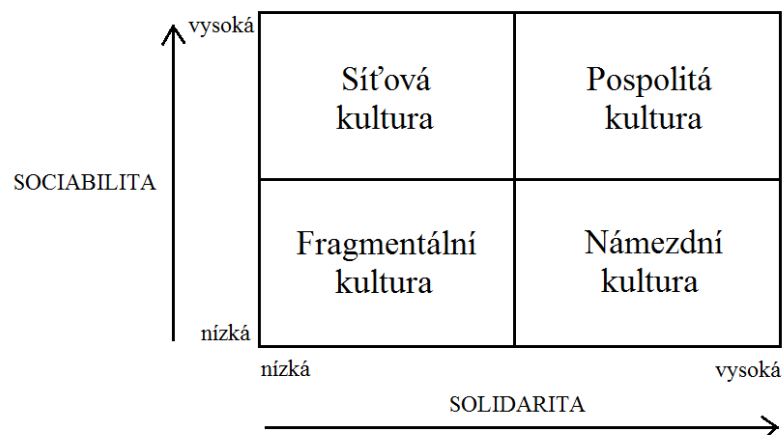 vysoká
Síťová
kultura
Pospolitá
kultura
SOCIABILITA
Fragmentální
kultura
Námezdní
kultura
nízká
nízká
vysoká
SOLIDARITA